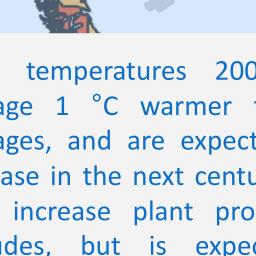 temperatures 200
age 1 °C warmer
ages, and are expect
ase in the next centu
increase plant pro
udes, but is expec